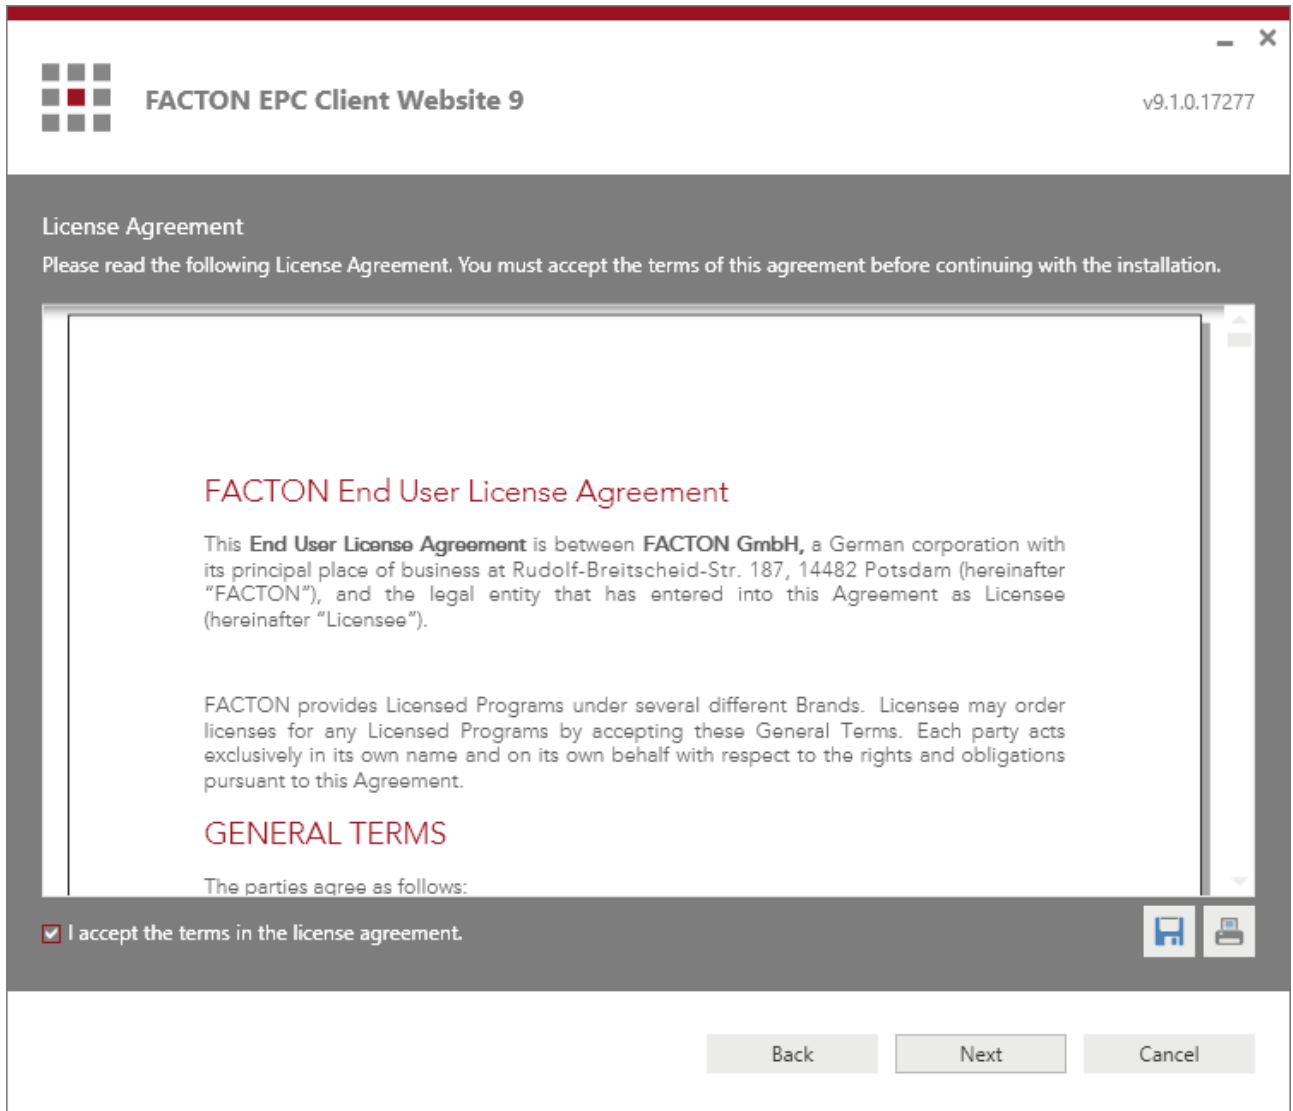 FACTON EPC Client Website 9
v9.1.0.17277
License Agreement
Please read the following License Agreement. You must accept the terms of this agreement before continuing with the installation.
FACTON End User License Agreement
This End User License Agreement is between FACTON GmbH, a German corporation with
its principal place of business at Rudolf-Breitscheid-Str. 187, 14482 Potsdam (hereinafter
“FACTON”), and the legal entity that has entered into this Agreement as Licensee
(hereinafter “Licensee”).
FACTON provides Licensed Programs under several different Brands. Licensee may order
licenses for any Licensed Programs by accepting these General Terms. Each party acts
exclusively in its own name and on its own behalf with respect to the rights and obligations
pursuant to this Agreement.
GENERAL TERMS
The parties agree as follows:
I accept the terms in the license agreement.
Back
Next
Cancel